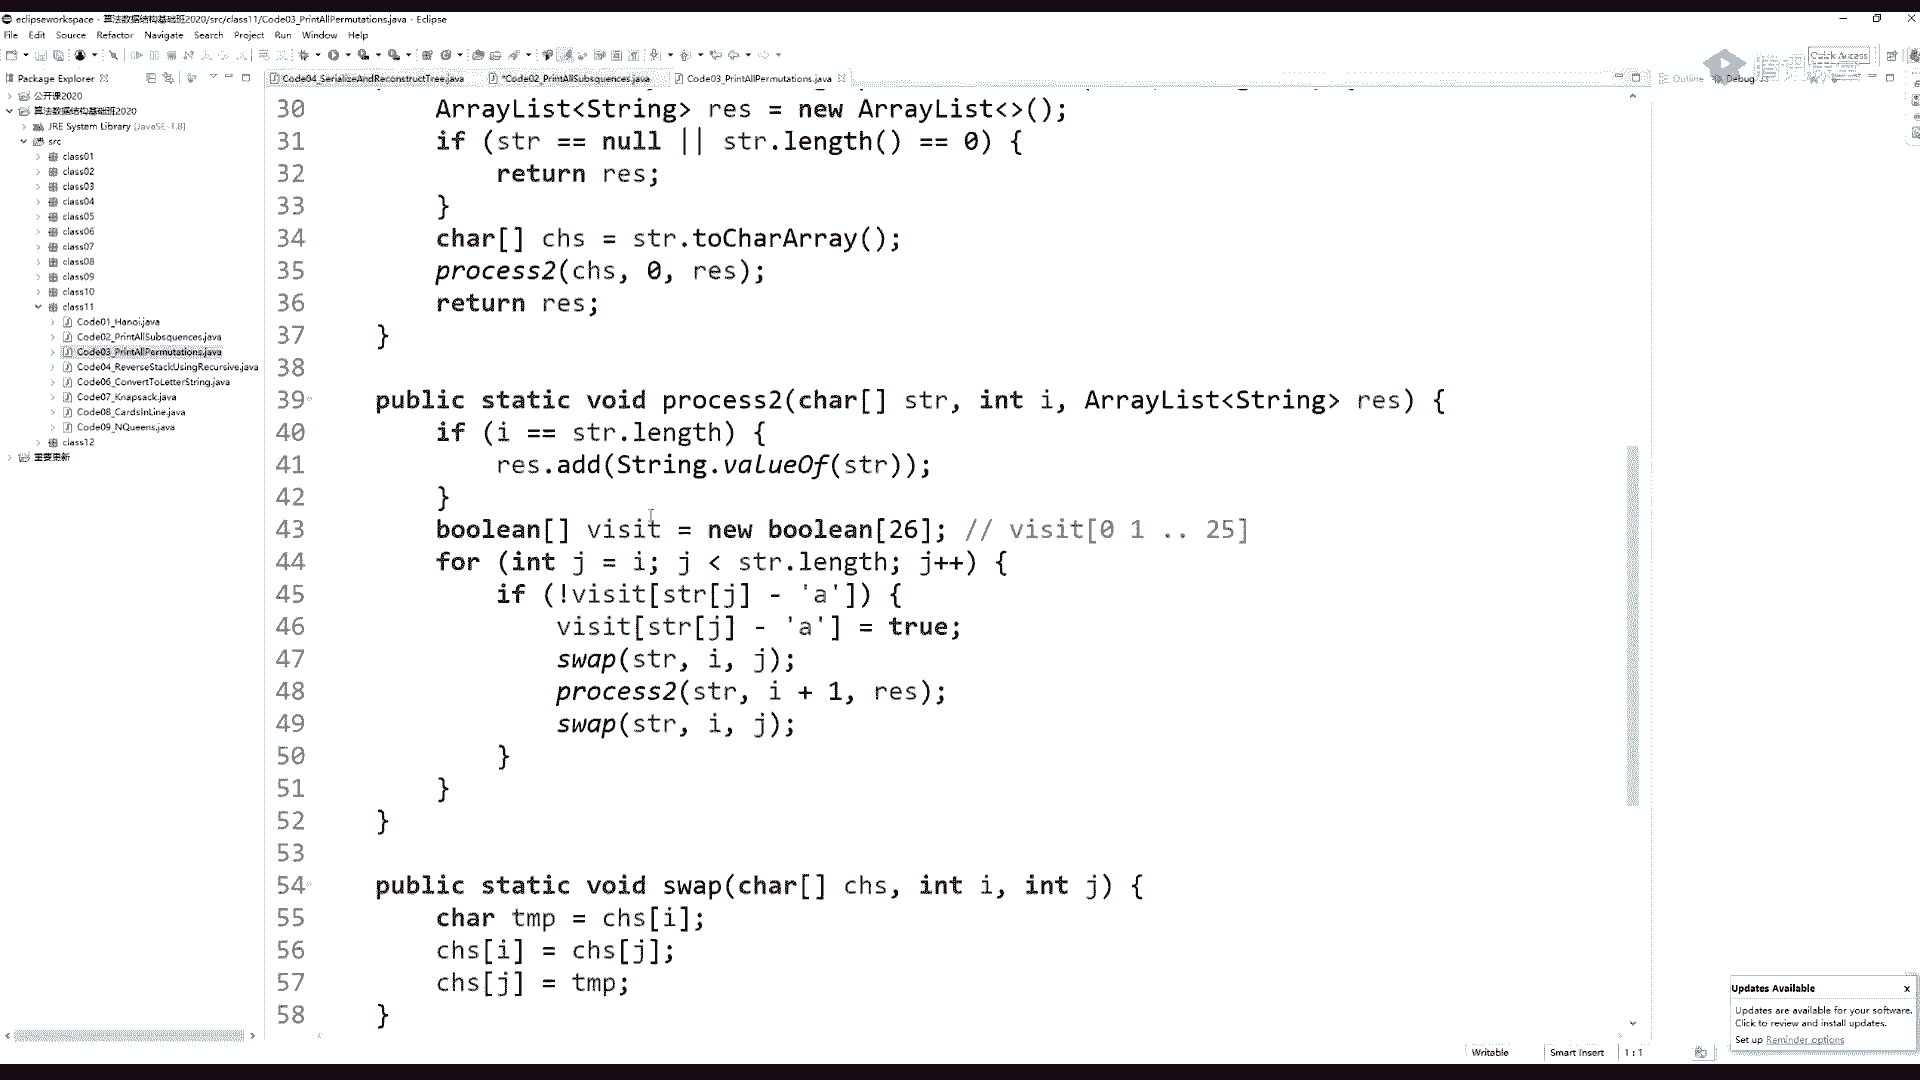 eclipseworkspace - 算法数据结构基础班2020/src/class11/Code03_PrintAllPermutations.java - Eclipse
File Edit Source Refactor Navigate Search Project Run Window Help
Quick Access
Package Explorer
Code04_SerializeAndReconstructTree.java *Code02_PrintAllSubsquences.java Code03_PrintAllPermutations.java
Outline Debug
公开课2020
算法数据结构基础班2020
JRE System Library [JavaSE-1.8]
src
class01
class02
class03
class04
class05
class06
class07
class08
class09
class10
class11
Code01_Hanoi.java
Code02_PrintAllSubsquences.java
Code03_PrintAllPermutations.java
Code04_ReverseStackUsingRecursive.java
Code06_ConvertToLetterString.java
Code07_Knapsack.java
Code08_CardsInLine.java
Code09_NQueens.java
class12
重要更新
30 ArrayList<String> res = new ArrayList<>();
31 if (str == null || str.length() == 0) {
32 return res;
33 }
34 char[] chs = str.toCharArray();
35 process2(chs, 0, res);
36 return res;
37 }
38
39 public static void process2(char[] str, int i, ArrayList<String> res) {
40 if (i == str.length) {
41 res.add(String.valueOf(str));
42 }
43 boolean[] visit = new boolean[26]; // visit[0 1 .. 25]
44 for (int j = i; j < str.length; j++) {
45 if (!visit[str[j] - 'a']) {
46 visit[str[j] - 'a'] = true;
47 swap(str, i, j);
48 process2(str, i + 1, res);
49 swap(str, i, j);
50 }
51 }
52 }
53
54 public static void swap(char[] chs, int i, int j) {
55 char tmp = chs[i];
56 chs[i] = chs[j];
57 chs[j] = tmp;
58 }
Updates Available x
Updates are available for your software.
Click to review and install updates.
Set up Reminder options
Writable Smart Insert 1 : 1